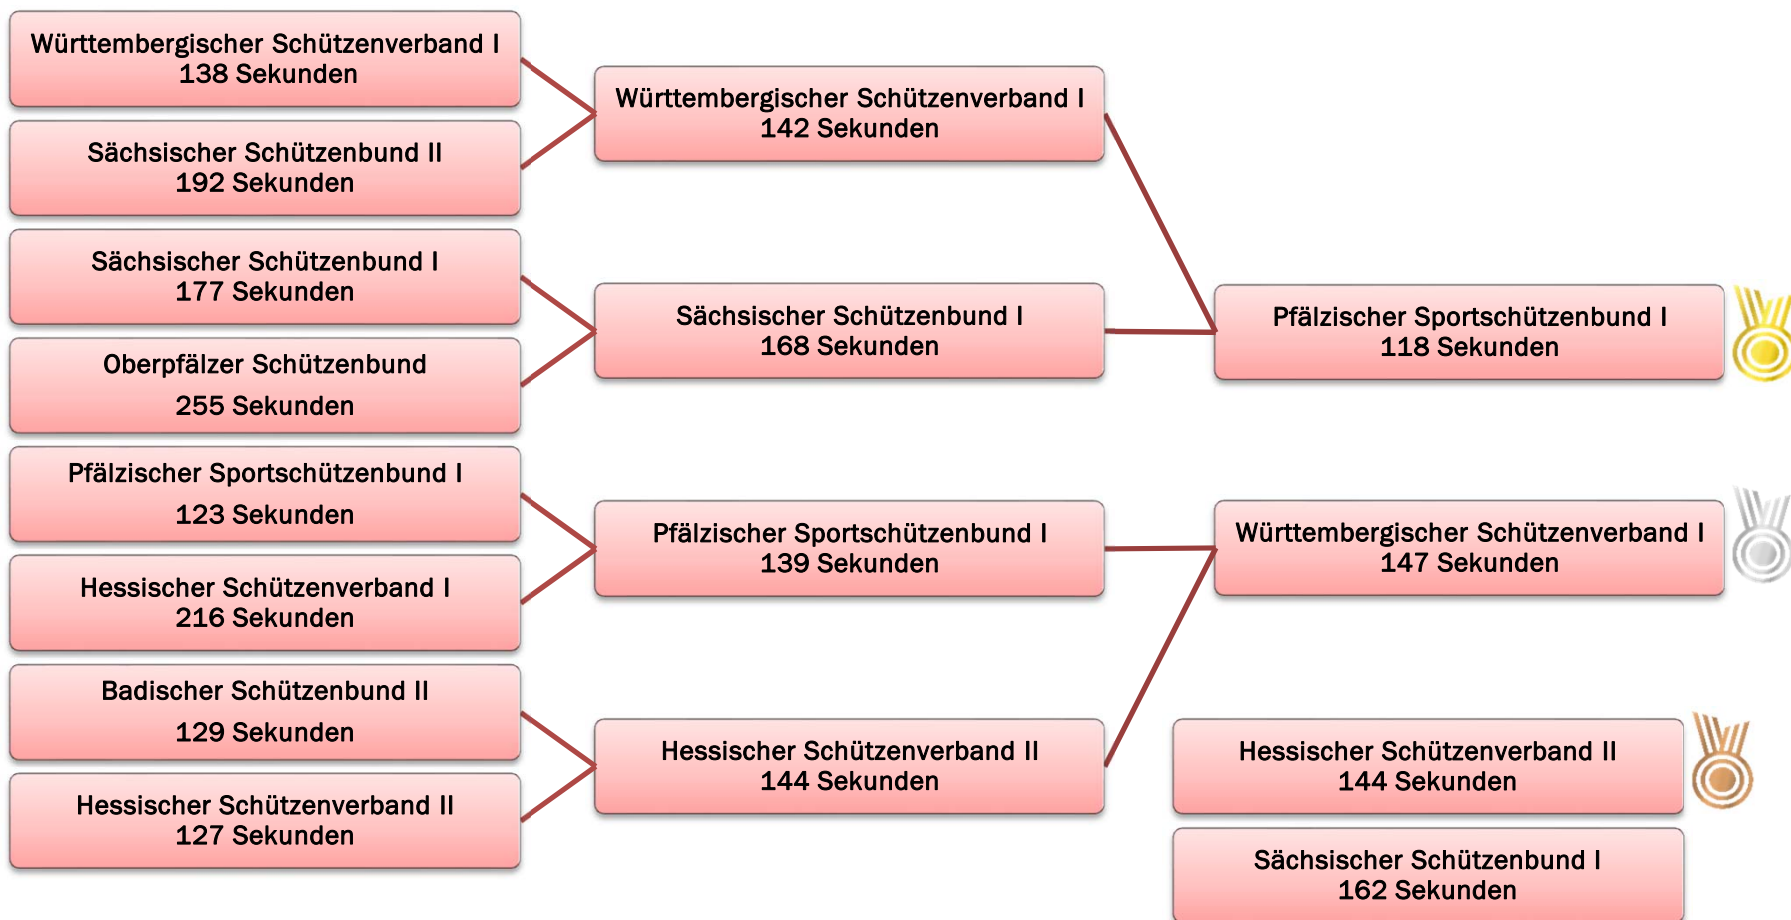 Württembergischer Schützenverband I
138 Sekunden
Sächsischer Schützenbund II
192 Sekunden
Sächsischer Schützenbund I
177 Sekunden
Oberpfälzer Schützenbund
255 Sekunden
Pfälzischer Sportschützenbund I
123 Sekunden
Hessischer Schützenverband I
216 Sekunden
Badischer Schützenbund II
129 Sekunden
Hessischer Schützenverband II
127 Sekunden
Württembergischer Schützenverband I
142 Sekunden
Sächsischer Schützenbund I
168 Sekunden
Pfälzischer Sportschützenbund I
139 Sekunden
Hessischer Schützenverband II
144 Sekunden
Pfälzischer Sportschützenbund I
118 Sekunden
Württembergischer Schützenverband I
147 Sekunden
Hessischer Schützenverband II
144 Sekunden
Sächsischer Schützenbund I
162 Sekunden